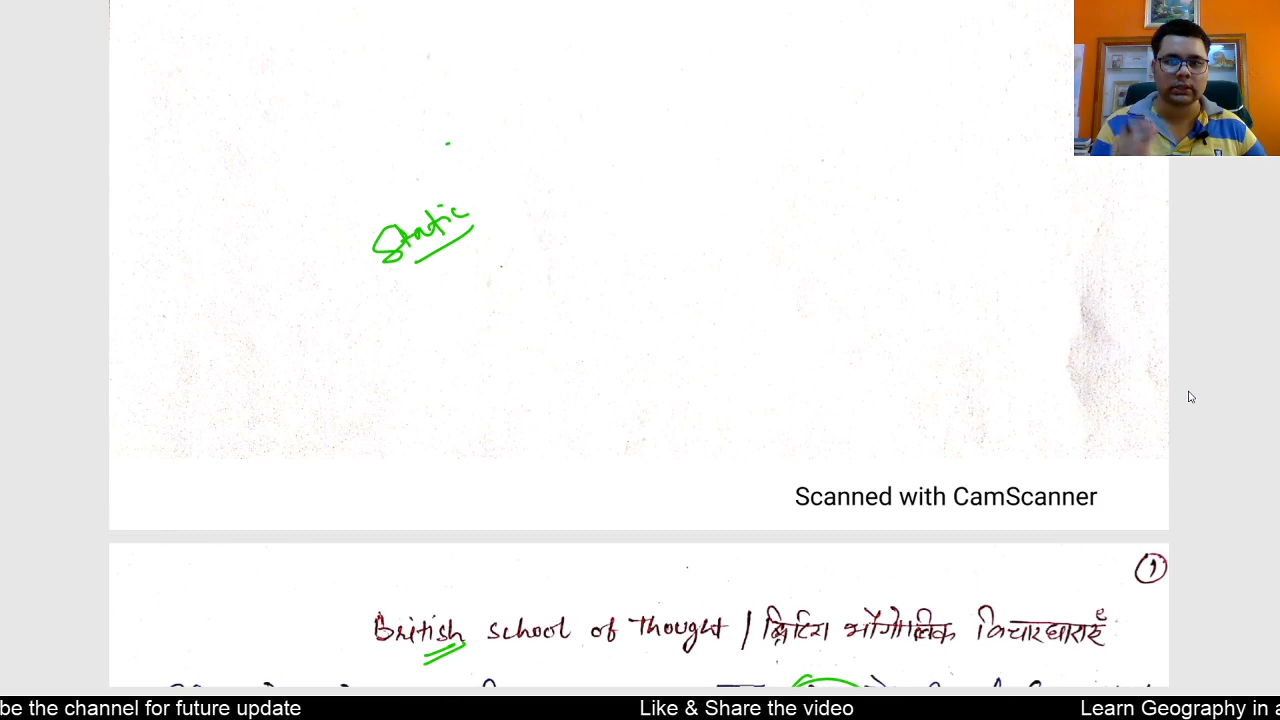 Static
Scanned with CamScanner
१
British school of Thought / ब्रिटिश भौगोलिक विचारधाराएँ
be the channel for future update
Like & Share the video
Learn Geography in a